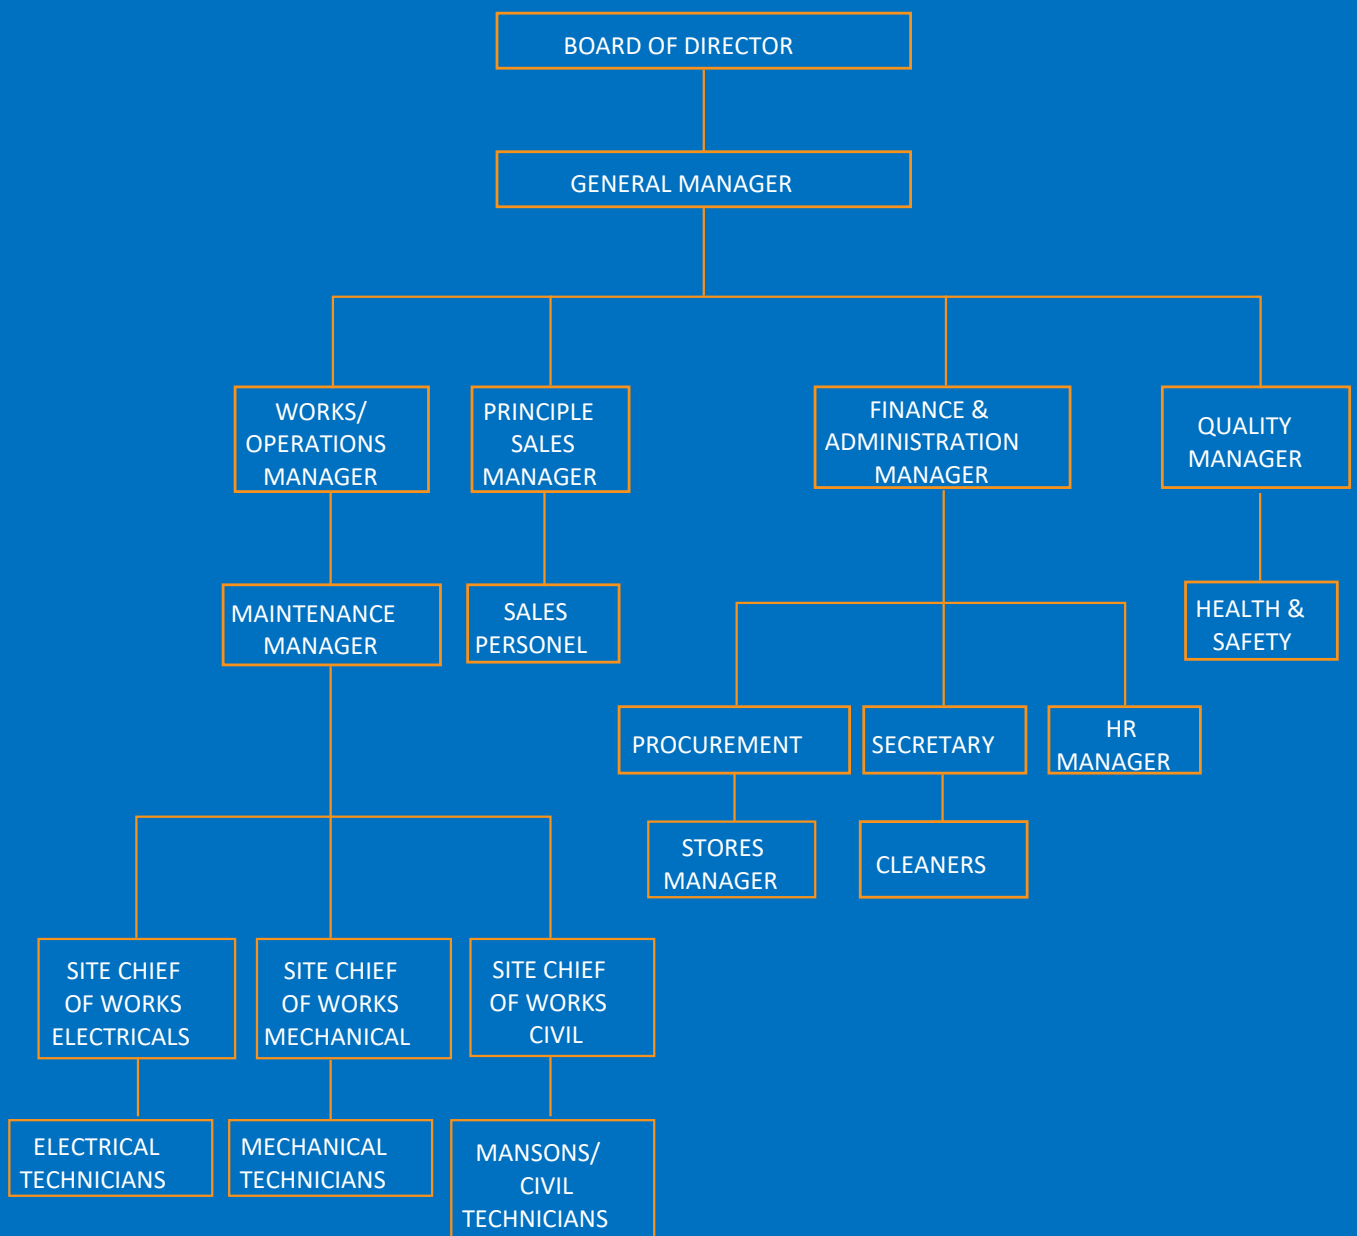 BOARD OF DIRECTOR
GENERAL MANAGER
WORKS/
OPERATIONS
MANAGER
PRINCIPLE
SALES
MANAGER
FINANCE &
ADMINISTRATION
MANAGER
QUALITY
MANAGER
MAINTENANCE
MANAGER
SALES
PERSONEL
HEALTH &
SAFETY
PROCUREMENT
SECRETARY
HR
MANAGER
STORES
MANAGER
CLEANERS
SITE CHIEF
OF WORKS
ELECTRICALS
SITE CHIEF
OF WORKS
MECHANICAL
SITE CHIEF
OF WORKS
CIVIL
ELECTRICAL
TECHNICIANS
MECHANICAL
TECHNICIANS
MANSONS/
CIVIL
TECHNICIANS